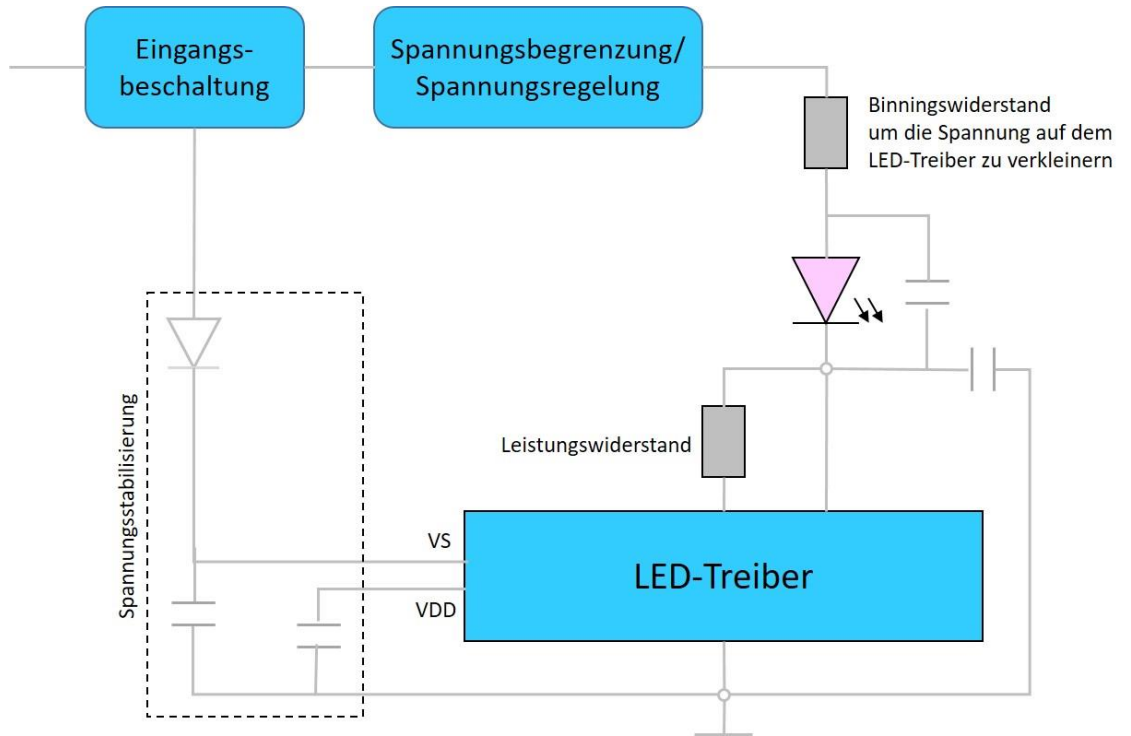 Eingangs-
beschaltung
Spannungsbegrenzung/
Spannungsregelung
Binningswiderstand
um die Spannung auf dem
LED-Treiber zu verkleinern
Spannungsstabilisierung
Leistungswiderstand
VS
VDD
LED-Treiber